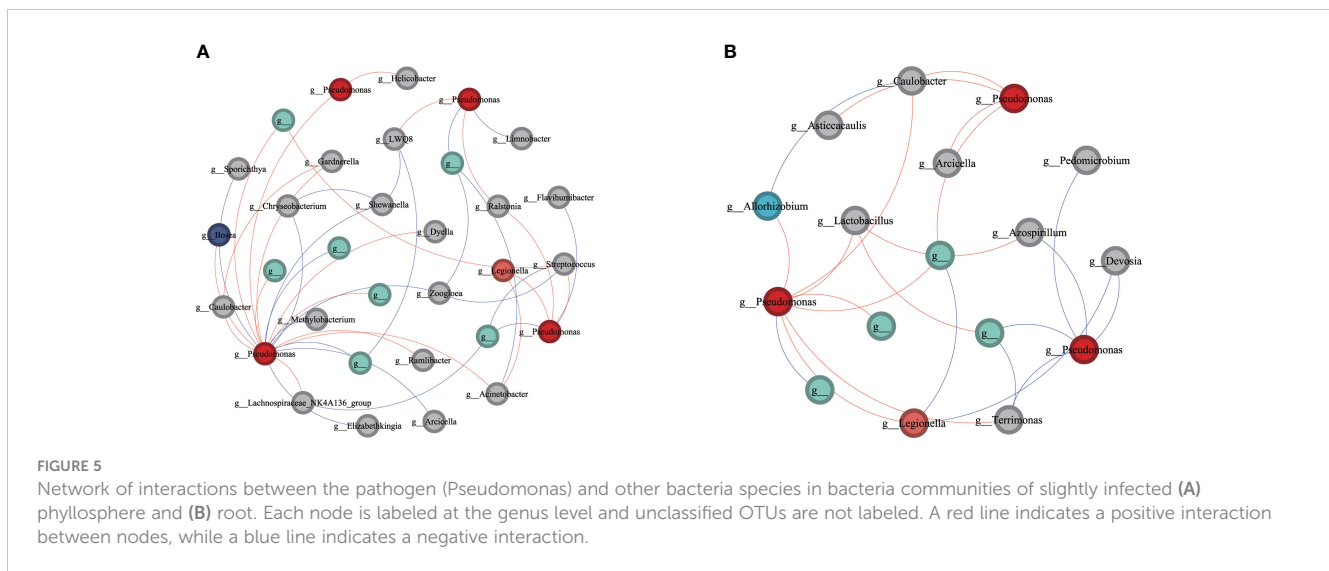 A
g__Helicobacter
g__Pseudomonas
g__Pseudomonas
g__
g__LWQ8
g__Limnobacter
g__Gardnerella
g__
g__Sporichthya
g__Flavihumibacter
g__Chryseobacterium
g__Shewanella
g__Ralstonia
g__Bosea
g__Dyella
g__
g__
g__Legionella
g__Streptococcus
g__
g__Zoogloea
g__Caulobacter
g__Methylobacterium
g__
g__Pseudomonas
g__Pseudomonas
g__
g__Ramlibacter
g__Acinetobacter
g__Lachnospiraceae_NK4A136_group
g__Elizabethkingia
g__Arcicella
B
g__Caulobacter
g__Pseudomonas
g__Asticcacaulis
g__Arcicella
g__Pedomicrobium
g__Allorhizobium
g__Lactobacillus
g__Azospirillum
g__
g__Devosia
g__Pseudomonas
g__
g__
g__Pseudomonas
g__
g__Legionella
g__Terrimonas
FIGURE 5
Network of interactions between the pathogen (Pseudomonas) and other bacteria species in bacteria communities of slightly infected (A)
phyllosphere and (B) root. Each node is labeled at the genus level and unclassified OTUs are not labeled. A red line indicates a positive interaction
between nodes, while a blue line indicates a negative interaction.